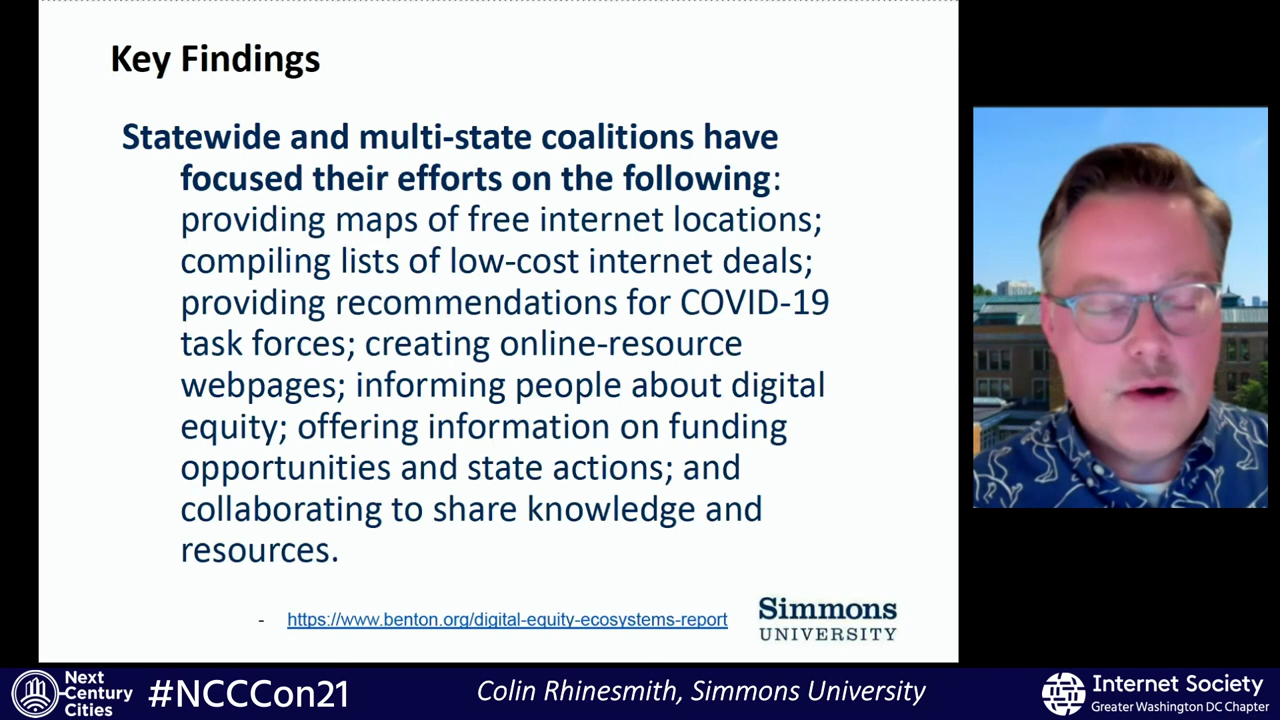 Key Findings
Statewide and multi-state coalitions have
focused their efforts on the following:
providing maps of free internet locations;
compiling lists of low-cost internet deals;
providing recommendations for COVID-19
task forces; creating online-resource
webpages; informing people about digital
equity; offering information on funding
opportunities and state actions; and
collaborating to share knowledge and
resources.
- https://www.benton.org/digital-equity-ecosystems-report
Simmons
UNIVERSITY
Next
Century
Cities
#NCCCon21
Colin Rhinesmith, Simmons University
Internet Society
Greater Washington DC Chapter